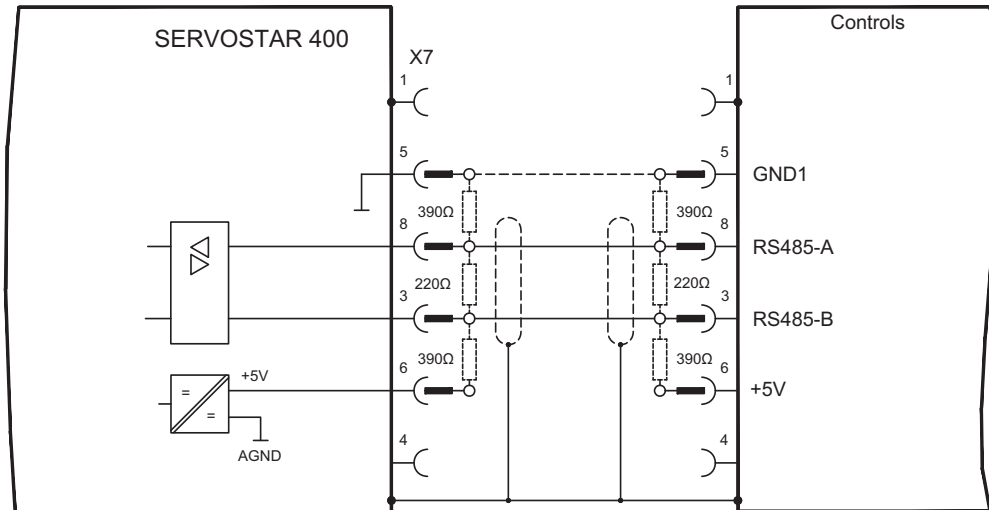 Controls
SERVOSTAR 400
X7
1
1
5
5
GND1
390Ω
390Ω
8
8
RS485-A
220Ω
220Ω
3
3
RS485-B
390Ω
390Ω
6
6
+5V
+5V
=
=
AGND
4
4